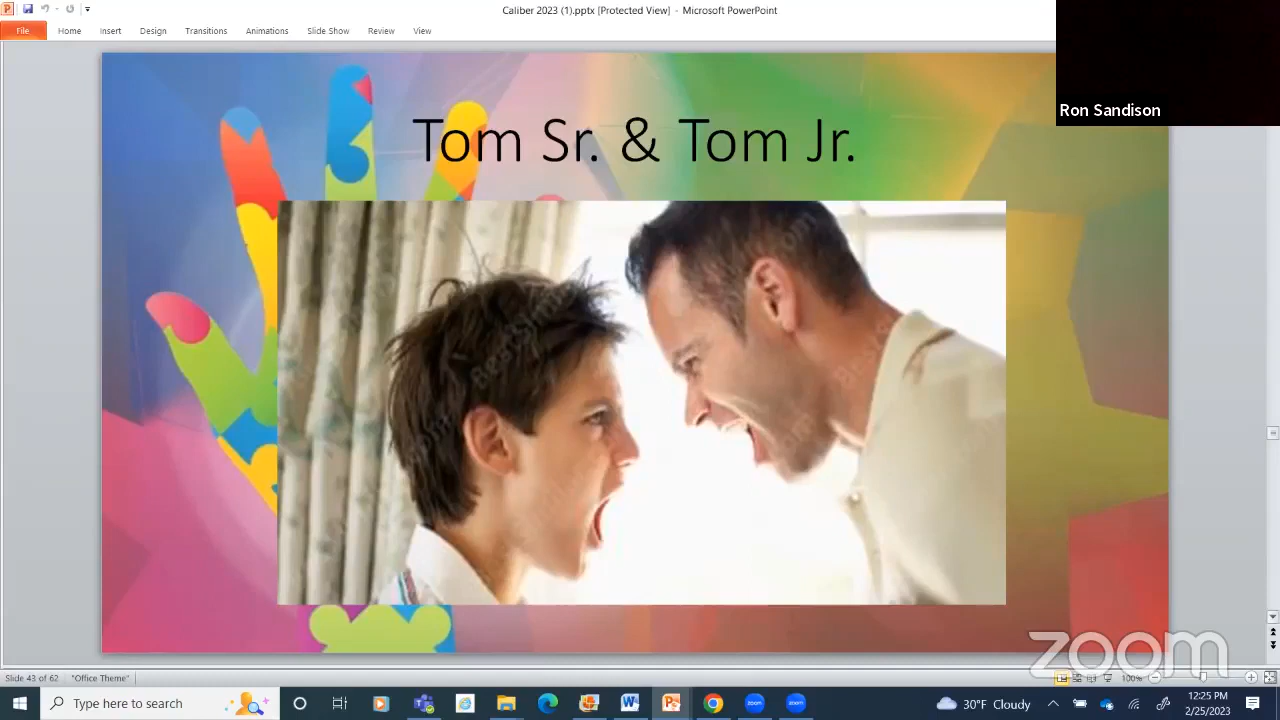 Caliber 2023 (1).pptx [Protected View] - Microsoft PowerPoint
File Home Insert Design Transitions Animations Slide Show Review View
Ron Sandison
Tom Sr. & Tom Jr.
zoom
Slide 43 of 62 "Office Theme" 100%
Type here to search 30°F Cloudy 12:25 PM
2/25/2023